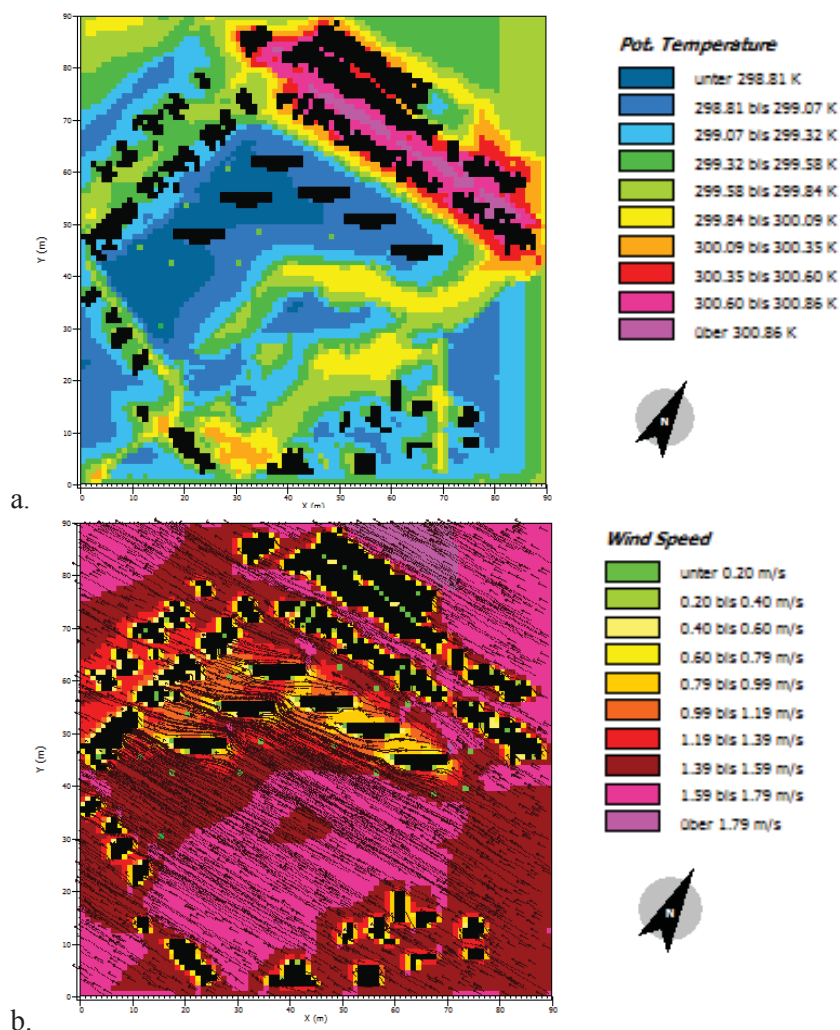 Pot. Temperature
unter 298.81 K
298.81 bis 299.07 K
299.07 bis 299.32 K
299.32 bis 299.58 K
299.58 bis 299.84 K
299.84 bis 300.09 K
300.09 bis 300.35 K
300.35 bis 300.60 K
300.60 bis 300.86 K
über 300.86 K
N
90
80
70
60
50
40
30
20
10
0
Y (m)
0 10 20 30 40 50 60 70 80 90
X (m)
a.
Wind Speed
unter 0.20 m/s
0.20 bis 0.40 m/s
0.40 bis 0.60 m/s
0.60 bis 0.79 m/s
0.79 bis 0.99 m/s
0.99 bis 1.19 m/s
1.19 bis 1.39 m/s
1.39 bis 1.59 m/s
1.59 bis 1.79 m/s
über 1.79 m/s
N
90
80
70
60
50
40
30
20
10
0
Y (m)
0 10 20 30 40 50 60 70 80 90
X (m)
b.